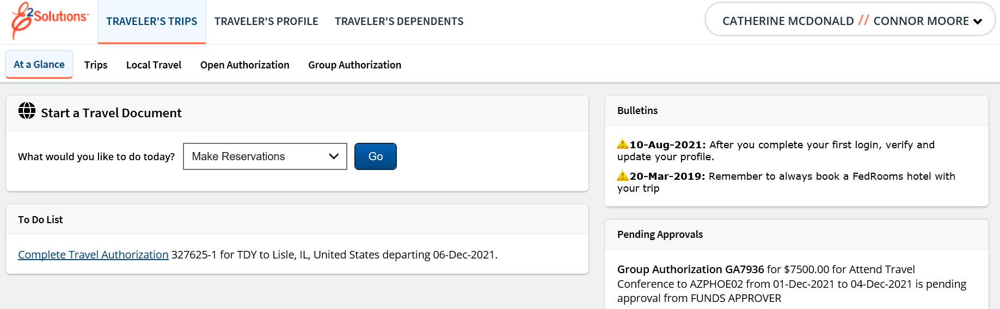 E2Solutions
TRAVELER'S TRIPS
TRAVELER'S PROFILE
TRAVELER'S DEPENDENTS
CATHERINE MCDONALD // CONNOR MOORE
At a Glance
Trips
Local Travel
Open Authorization
Group Authorization
Start a Travel Document
What would you like to do today?
Make Reservations
Go
To Do List
Complete Travel Authorization 327625-1 for TDY to Lisle, IL, United States departing 06-Dec-2021.
Bulletins
10-Aug-2021: After you complete your first login, verify and
update your profile.
20-Mar-2019: Remember to always book a FedRooms hotel with
your trip
Pending Approvals
Group Authorization GA7936 for $7500.00 for Attend Travel
Conference to AZPHOE02 from 01-Dec-2021 to 04-Dec-2021 is pending
approval from FUNDS APPROVER